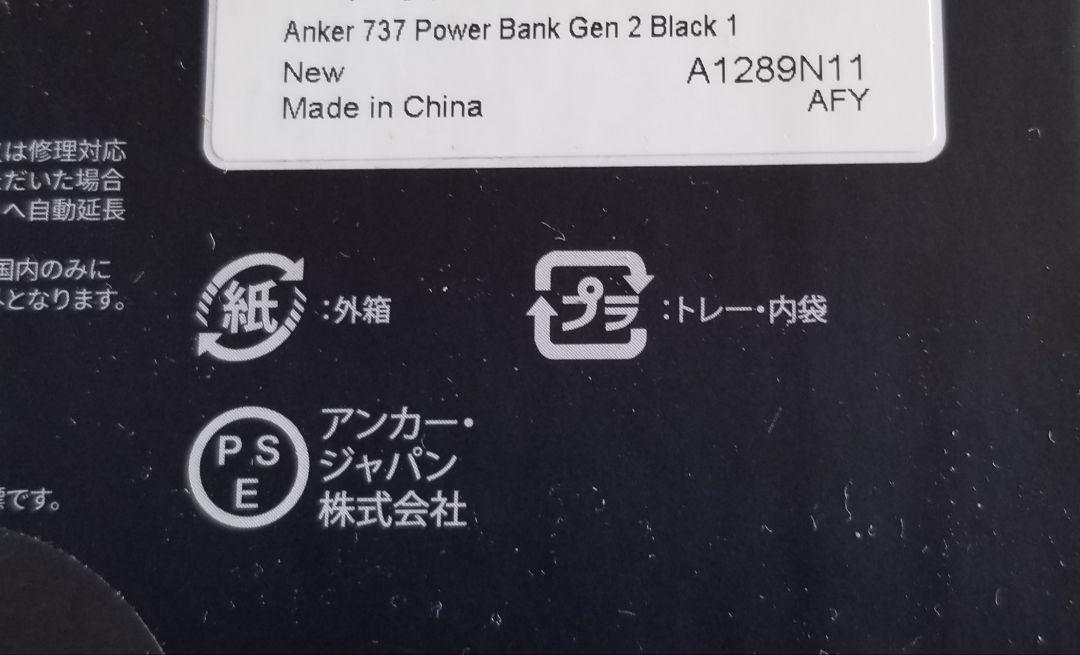 Anker 737 Power Bank Gen 2 Black 1
New
A1289N11
Made in China
AFY
は修理対応
だいた場合
へ自動延長
国内のみに
となります。
紙
:外箱
プラ
:トレー・内袋
PS
E
アンカー・
ジャパン
株式会社
です。